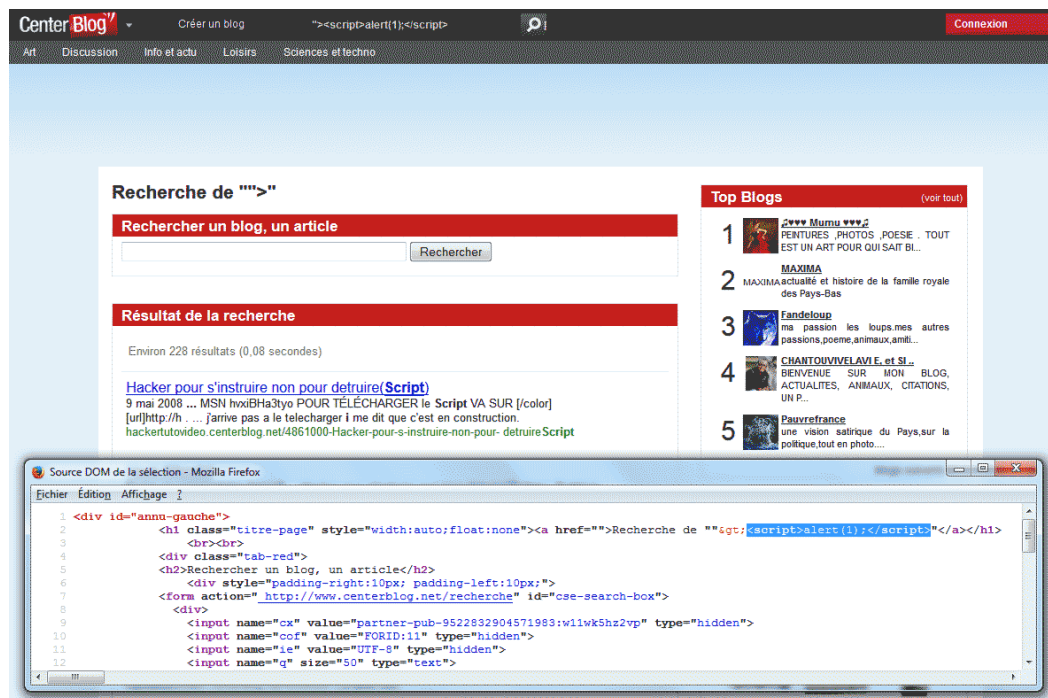 CenterBlog" Créer un blog "><script>alert(1);</script> Connexion
Art Discussion Info et actu Loisirs Sciences et techno
Recherche de "">"
Rechercher un blog, un article
Rechercher
Résultat de la recherche
Environ 228 résultats (0,08 secondes)
Hacker pour s'instruire non pour detruire(Script)
9 mai 2008 ... MSN hvxiBHa3tyo POUR TÉLÉCHARGER le Script VA SUR [/color]
[url]http://h . ... j'arrive pas a le telecharger i me dit que c'est en construction.
hackertutovideo.centerblog.net/4861000-Hacker-pour-s-instruire-non-pour- detruireScript
Top Blogs (voir tout)
1 ♫♥♥♥ Mumu ♥♥♥♫
PEINTURES ,PHOTOS ,POESIE . TOUT
EST UN ART POUR QUI SAIT BI...
2 MAXIMA MAXIMA
actualité et histoire de la famille royale
des Pays-Bas
3 Fandeloup
ma passion les loups.mes autres
passions,poeme,animaux,amiti...
4 CHANTOUVIVELAVI E, et SI ..
BIENVENUE SUR MON BLOG,
ACTUALITES, ANIMAUX, CITATIONS,
UN P...
5 Pauvrefrance
une vision satirique du Pays,sur la
politique,tout en photo....
Source DOM de la sélection - Mozilla Firefox
Fichier Édition Affichage ?
1 <div id="annu-gauche">
2 <h1 class="titre-page" style="width:auto;float:none"><a href="">Recherche de ""&gt;<script>alert(1);</script>"</a></h1>
3 <br><br>
4 <div class="tab-red">
5 <h2>Rechercher un blog, un article</h2>
6 <div style="padding-right:10px; padding-left:10px;">
7 <form action=" http://www.centerblog.net/recherche" id="cse-search-box">
8 <div>
9 <input name="cx" value="partner-pub-9522832904571983:w11wk5hz2vp" type="hidden">
10 <input name="cof" value="FORID:11" type="hidden">
11 <input name="ie" value="UTF-8" type="hidden">
12 <input name="q" size="50" type="text">